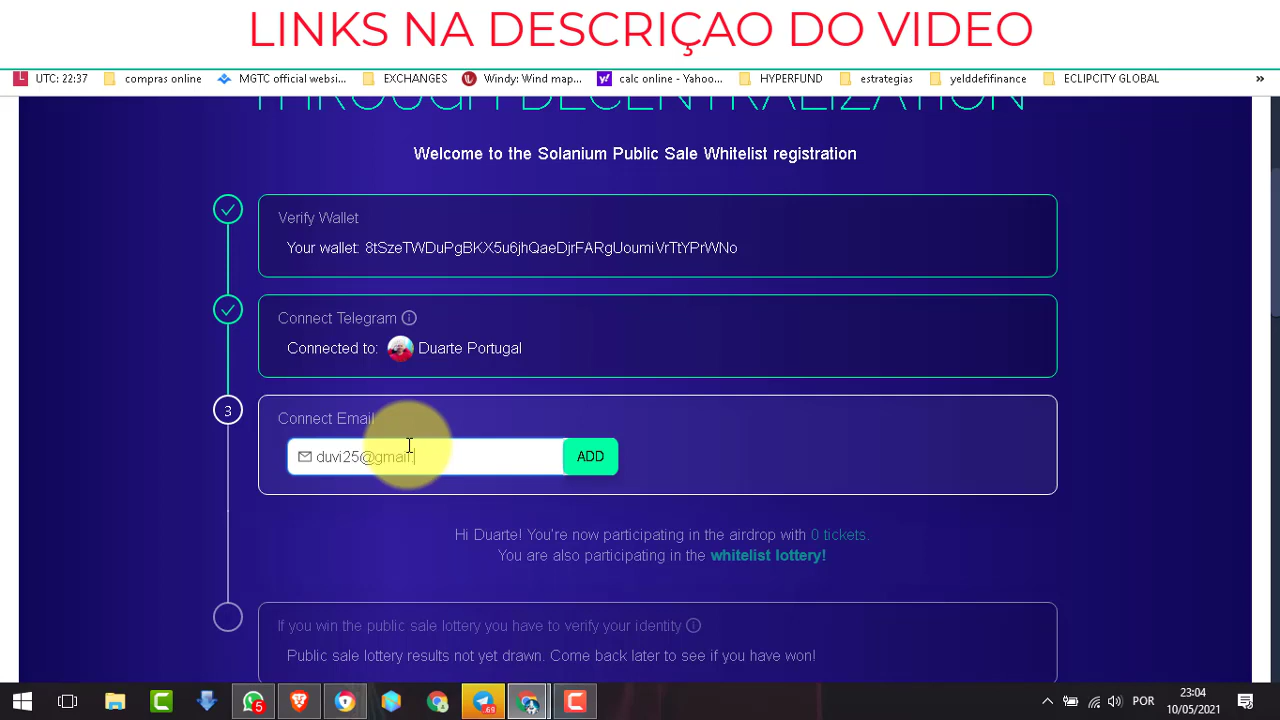 LINKS NA DESCRIÇAO DO VIDEO
UTC: 22:37 compras online MGTC official websi... EXCHANGES Windy: Wind map... calc online - Yahoo... HYPERFUND estrategias yelddefifinance ECLIPCITY GLOBAL »
THROUGH DECENTRALIZATION
Welcome to the Solanium Public Sale Whitelist registration
Verify Wallet
Your wallet: 8tSzeTWDuPgBKX5u6jhQaeDjrFARgUoumiVrTtYPrWNo
Connect Telegram
Connected to: Duarte Portugal
3
Connect Email
duvi25@gmail.
ADD
Hi Duarte! You're now participating in the airdrop with 0 tickets.
You are also participating in the whitelist lottery!
If you win the public sale lottery you have to verify your identity
Public sale lottery results not yet drawn. Come back later to see if you have won!
5
69
POR
23:04
10/05/2021